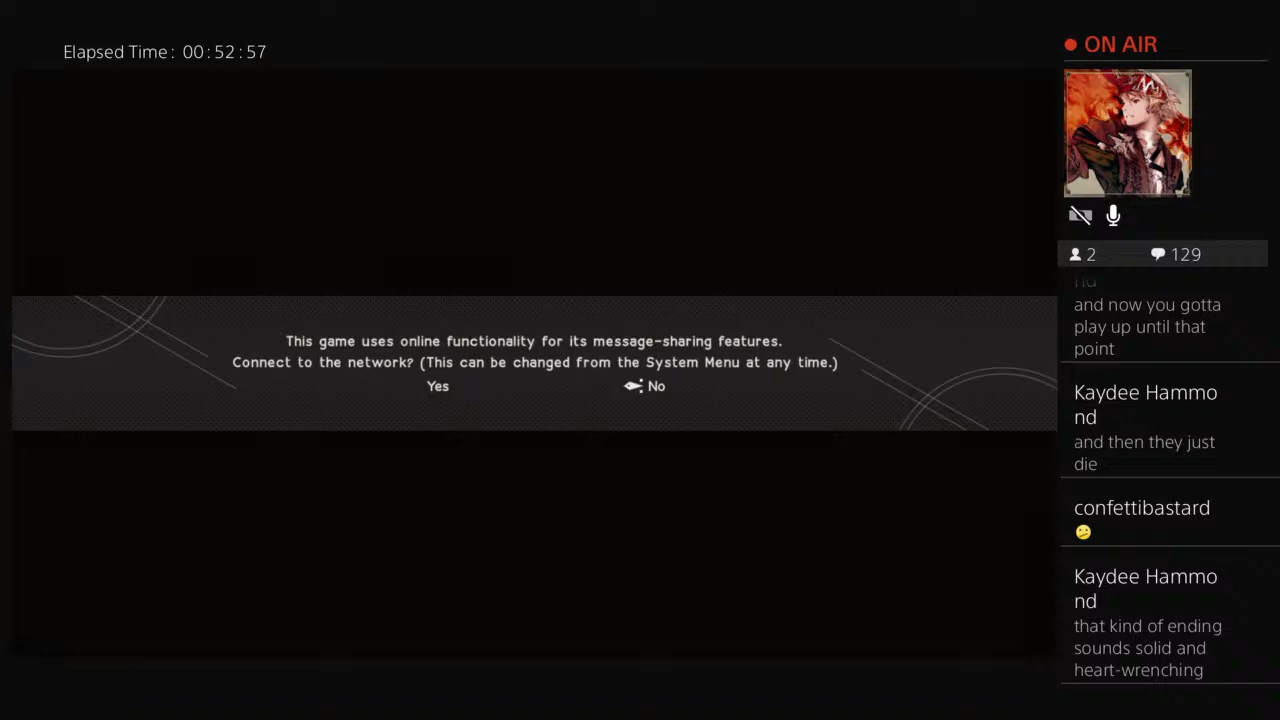 Elapsed Time: 00:52:57
ON AIR
2 129
nd
and now you gotta
play up until that
point
Kaydee Hammo
nd
and then they just
die
confettibastard
🫤
Kaydee Hammo
nd
that kind of ending
sounds solid and
heart-wrenching
This game uses online functionality for its message-sharing features.
Connect to the network? (This can be changed from the System Menu at any time.)
Yes No